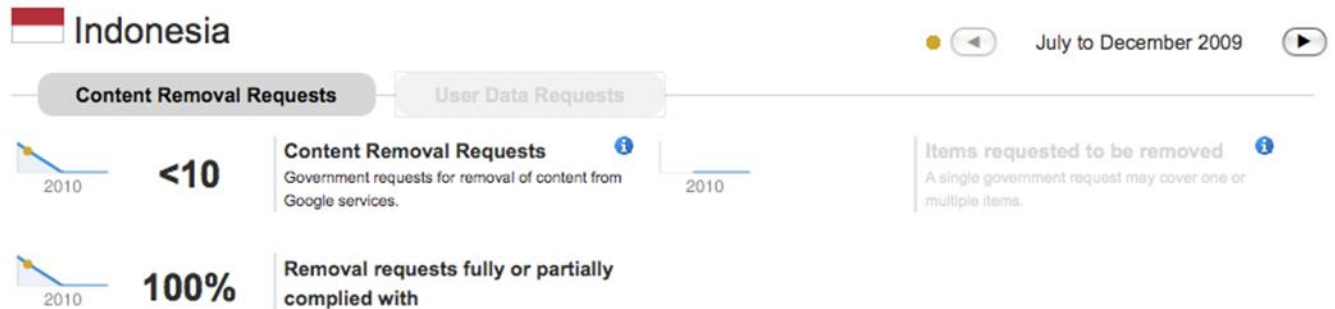 Indonesia
July to December 2009
Content Removal Requests
User Data Requests
2010
<10
Content Removal Requests
Government requests for removal of content from
Google services.
2010
Items requested to be removed
A single government request may cover one or
multiple items.
2010
100%
Removal requests fully or partially
complied with